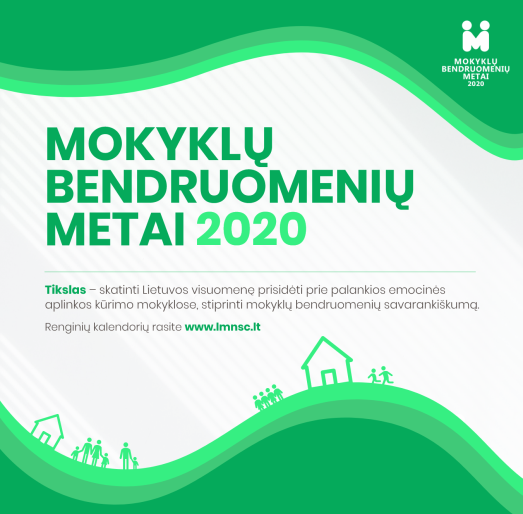 MOKYKLŲ
BENDRUOMENIŲ
METAI
2020
MOKYKLŲ
BENDRUOMENIŲ
METAI 2020
Tikslas – skatinti Lietuvos visuomenę prisidėti prie palankios emocinės
aplinkos kūrimo mokyklose, stiprinti mokyklų bendruomenių savarankiškumą.
Renginių kalendorių rasite www.lmnsc.lt